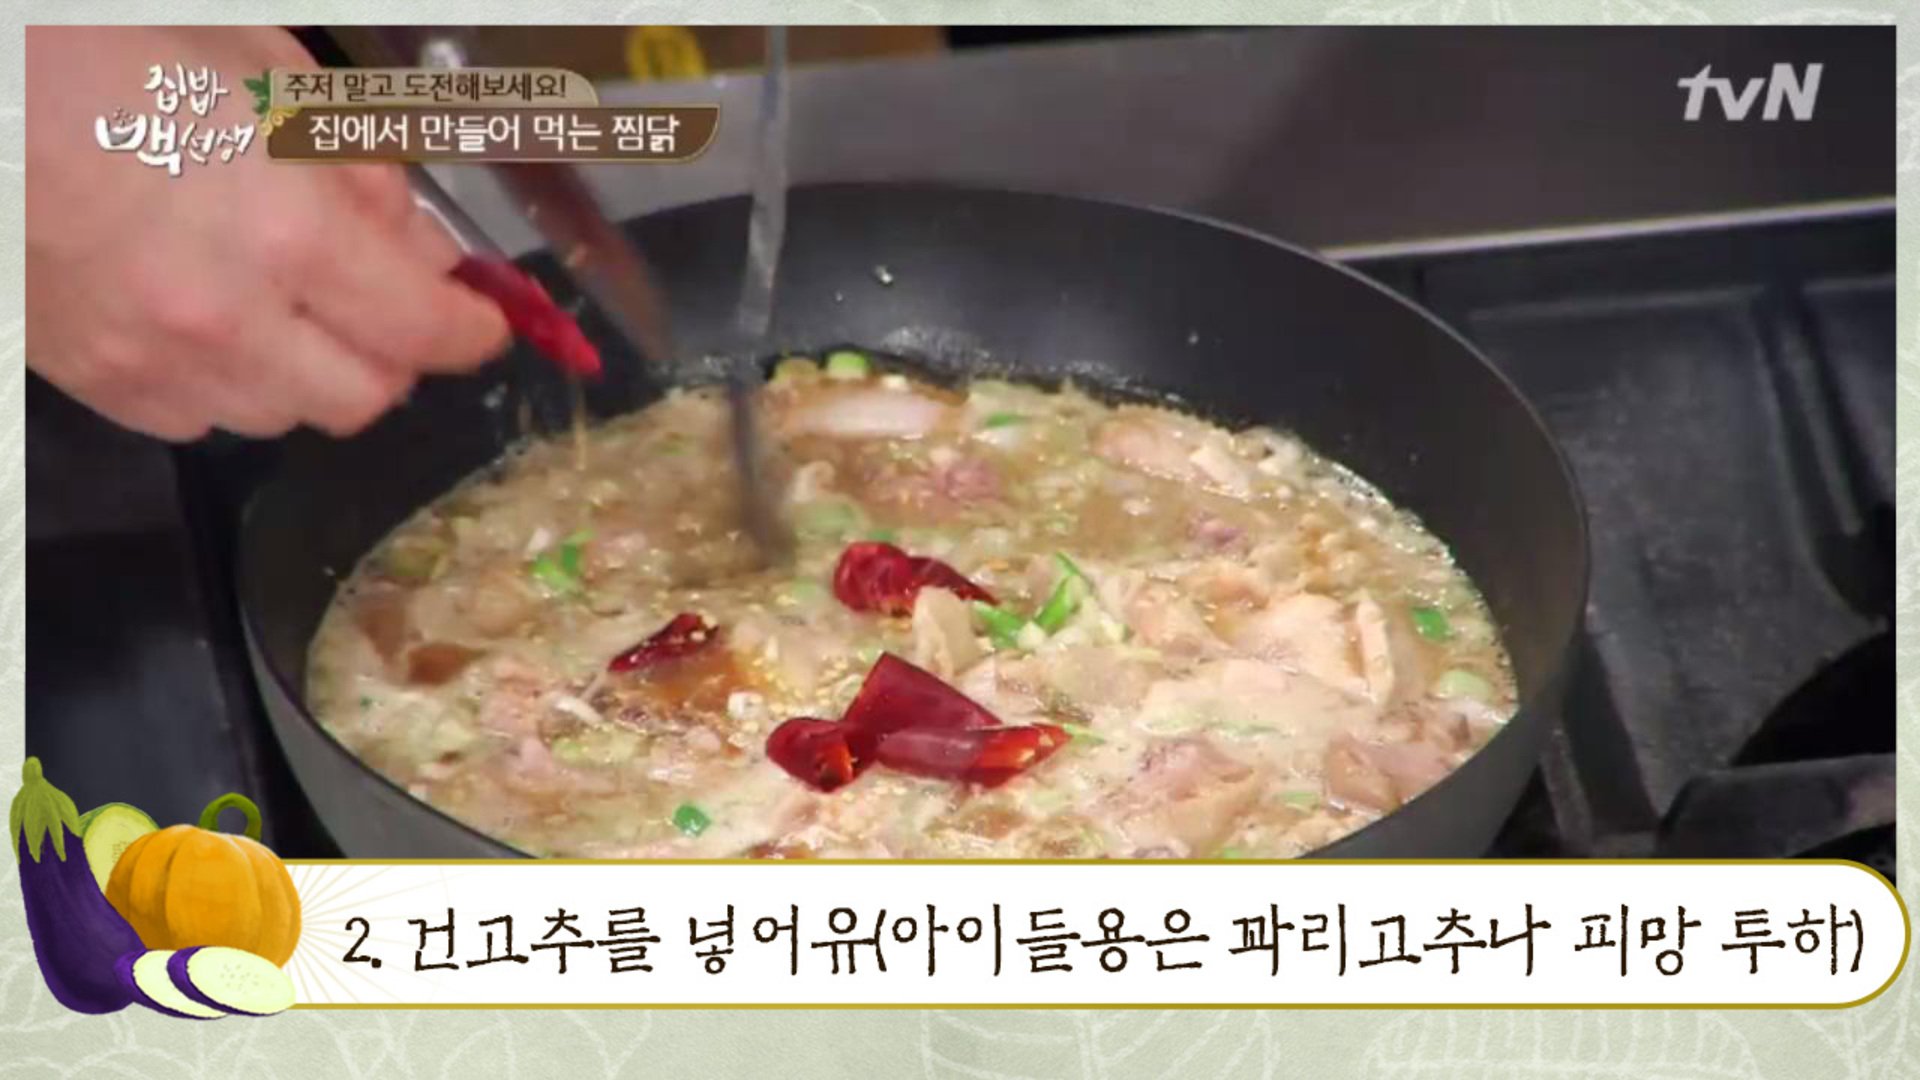 집밥
백선생
주저 말고 도전해보세요!
집에서 만들어 먹는 찜닭
tvN
2. 건고추를 넣어유(아이들용은 꽈리고추나 피망 투하)